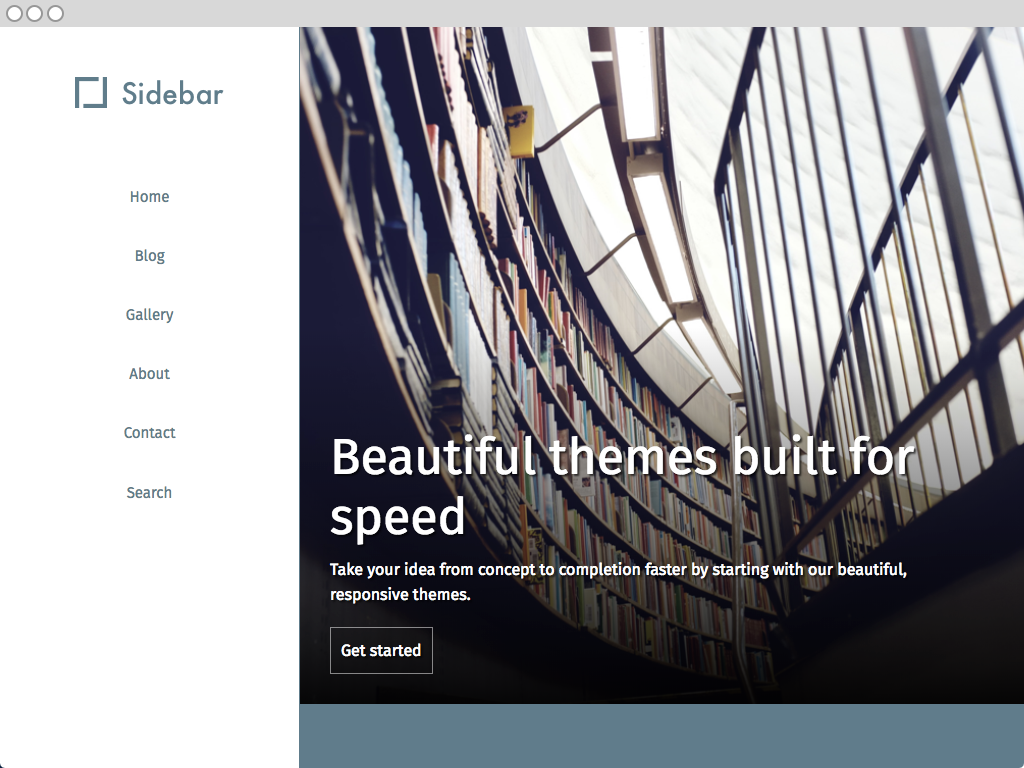 Sidebar
Home
Blog
Gallery
About
Contact
Search
Beautiful themes built for
speed
Take your idea from concept to completion faster by starting with our beautiful,
responsive themes.
Get started